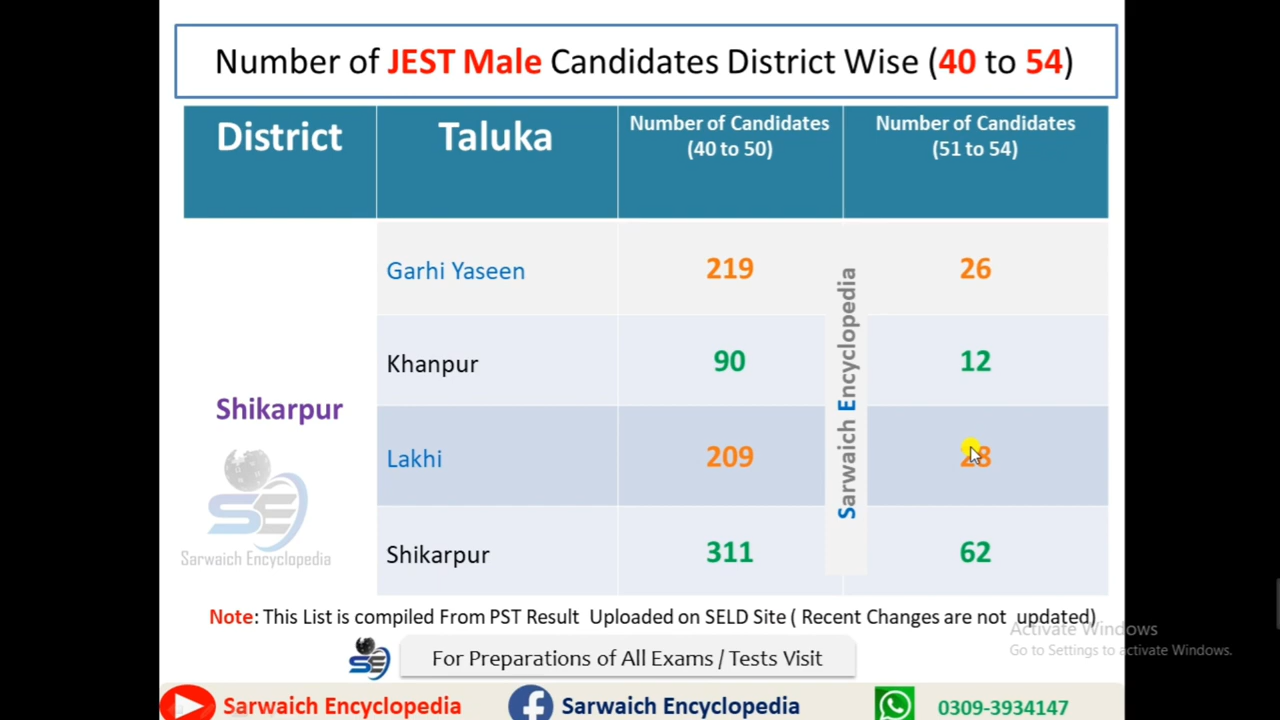 Number of JEST Male Candidates District Wise (40 to 54)
District
Taluka
Number of Candidates
(40 to 50)
Number of Candidates
(51 to 54)
Shikarpur
Garhi Yaseen
219
26
Khanpur
90
12
Lakhi
209
28
Shikarpur
311
62
Sarwaich Encyclopedia
SE
Sarwaich Encyclopedia
Note: This List is compiled From PST Result Uploaded on SELD Site ( Recent Changes are not updated)
Activate Windows
Go to Settings to activate Windows.
SE
For Preparations of All Exams / Tests Visit
Sarwaich Encyclopedia
Sarwaich Encyclopedia
0309-3934147